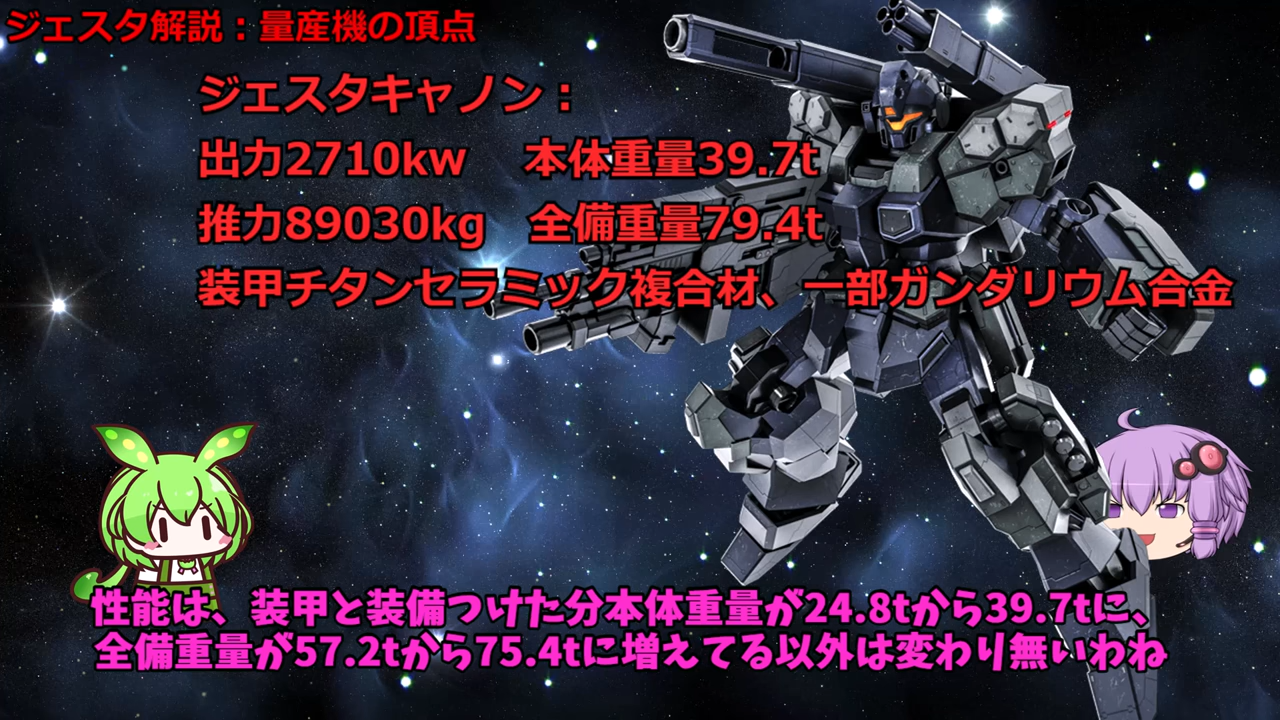 ジェスタ解説：量産機の頂点
ジェスタキャノン：
出力2710kw　本体重量39.7t
推力89030kg　全備重量79.4t
装甲チタンセラミック複合材、一部ガンダリウム合金
性能は、装甲と装備つけた分本体重量が24.8tから39.7tに、
全備重量が57.2tから75.4tに増えてる以外は変わり無いわね